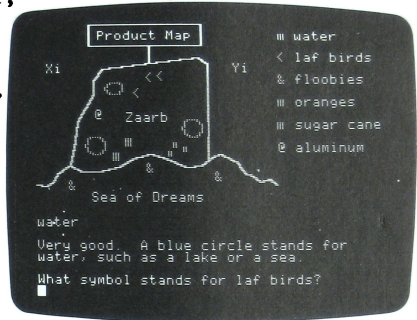 Product Map
Xi
Yi
Zaarb
@
&
&
&
Sea of Dreams
water
< laf birds
& floobies
oranges
sugar cane
@ aluminum
water
Very good. A blue circle stands for
water, such as a lake or a sea.
What symbol stands for laf birds?